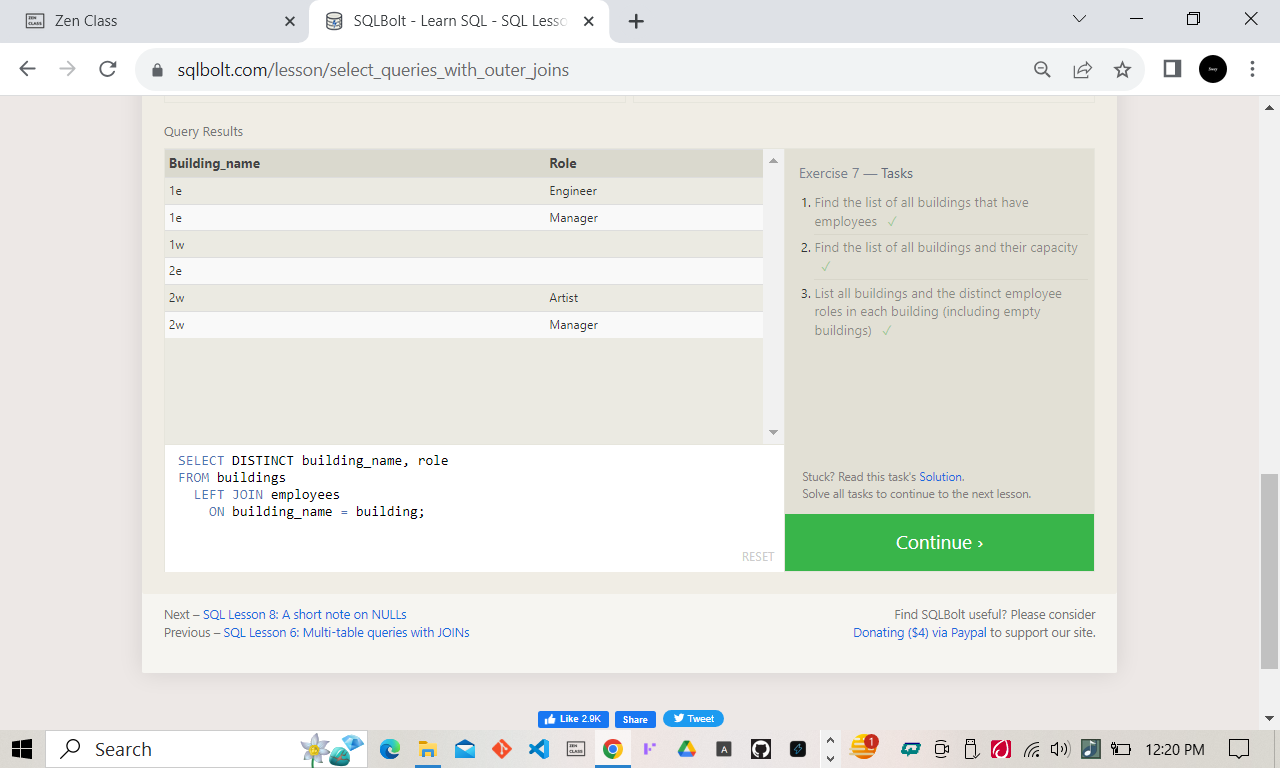 Zen Class
SQLBolt - Learn SQL - SQL Lesso
sqlbolt.com/lesson/select_queries_with_outer_joins
Query Results
Building_name Role
1e Engineer
1e Manager
1w
2e
2w Artist
2w Manager
Exercise 7 — Tasks
1. Find the list of all buildings that have
employees ✓
2. Find the list of all buildings and their capacity
✓
3. List all buildings and the distinct employee
roles in each building (including empty
buildings) ✓
SELECT DISTINCT building_name, role
FROM buildings
LEFT JOIN employees
ON building_name = building;
RESET
Stuck? Read this task's Solution.
Solve all tasks to continue to the next lesson.
Continue ›
Next – SQL Lesson 8: A short note on NULLs
Previous – SQL Lesson 6: Multi-table queries with JOINs
Find SQLBolt useful? Please consider
Donating ($4) via Paypal to support our site.
Like 2.9K Share Tweet
Search
1
12:20 PM